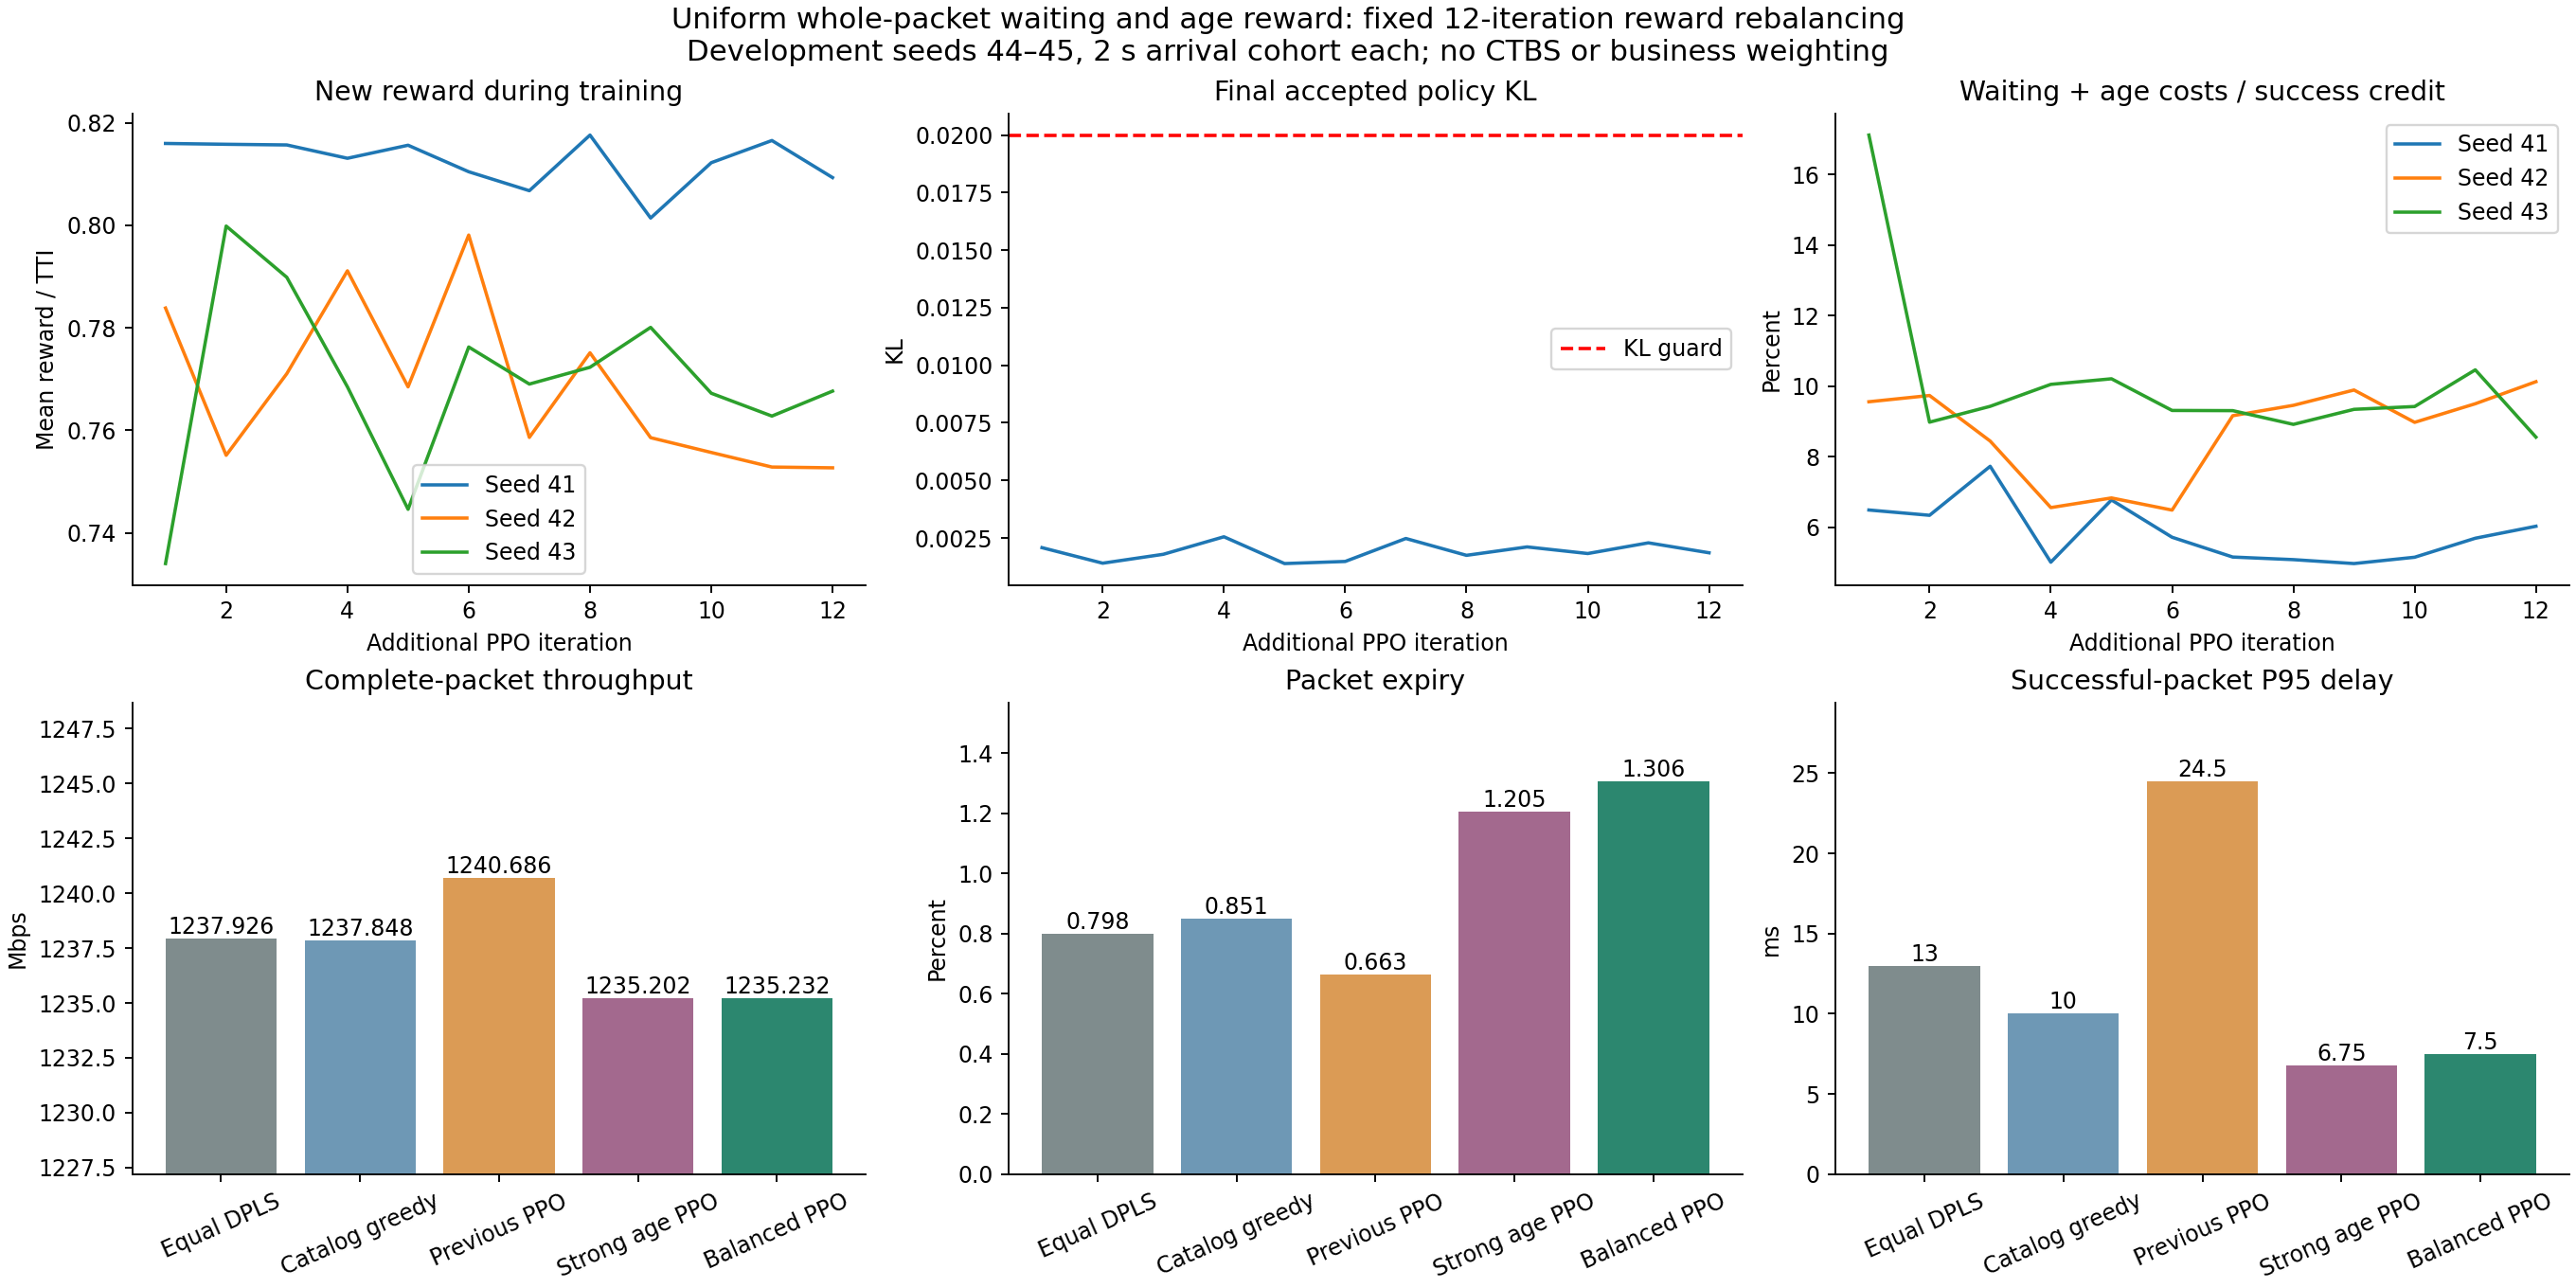 Uniform whole-packet waiting and age reward: fixed 12-iteration reward rebalancing
Development seeds 44–45, 2 s arrival cohort each; no CTBS or business weighting
New reward during training
Mean reward / TTI
0.82
0.80
0.78
0.76
0.74
Seed 41
Seed 42
Seed 43
2
4
6
8
10
12
Additional PPO iteration
Final accepted policy KL
KL
0.0200
0.0175
0.0150
0.0125
0.0100
0.0075
0.0050
0.0025
KL guard
2
4
6
8
10
12
Additional PPO iteration
Waiting + age costs / success credit
Percent
16
14
12
10
8
6
Seed 41
Seed 42
Seed 43
2
4
6
8
10
12
Additional PPO iteration
Complete-packet throughput
Mbps
1247.5
1245.0
1242.5
1240.0
1237.5
1235.0
1232.5
1230.0
1227.5
1237.926
1237.848
1240.686
1235.202
1235.232
Equal DPLS
Catalog greedy
Previous PPO
Strong age PPO
Balanced PPO
Packet expiry
Percent
1.4
1.2
1.0
0.8
0.6
0.4
0.2
0.0
0.798
0.851
0.663
1.205
1.306
Equal DPLS
Catalog greedy
Previous PPO
Strong age PPO
Balanced PPO
Successful-packet P95 delay
ms
25
20
15
10
5
0
13
10
24.5
6.75
7.5
Equal DPLS
Catalog greedy
Previous PPO
Strong age PPO
Balanced PPO